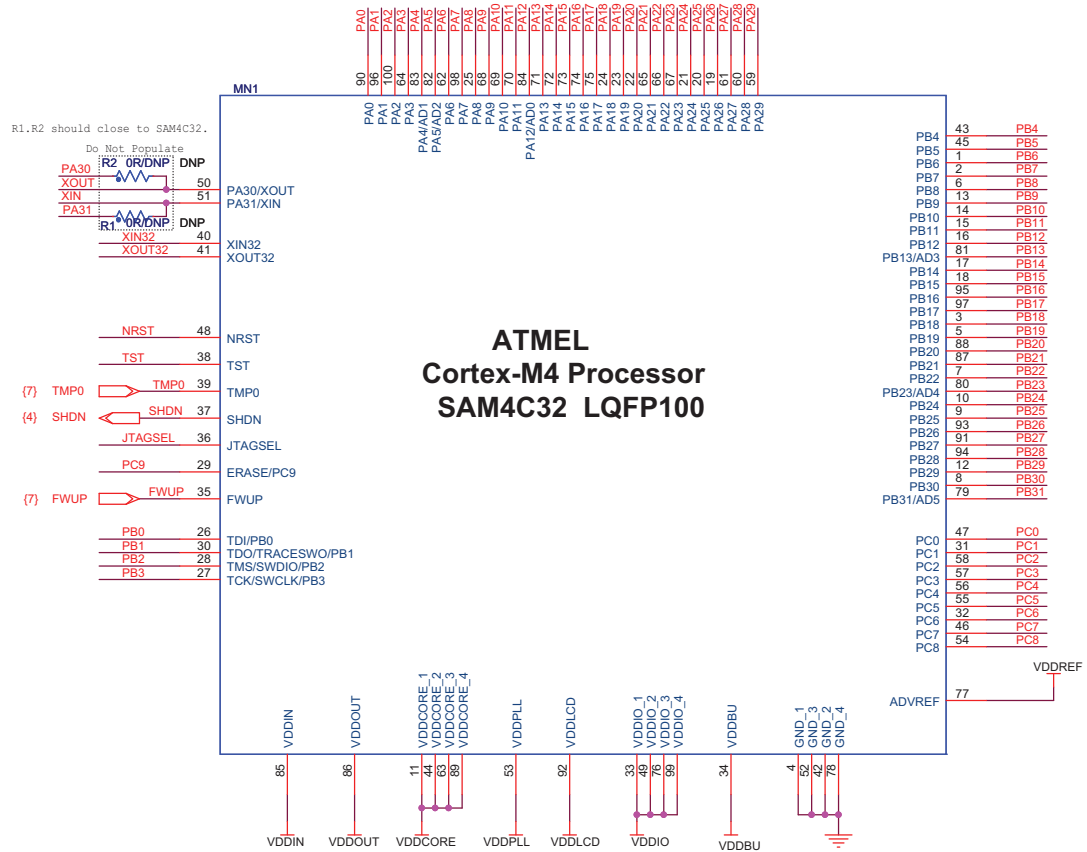 PA0 PA1 PA2 PA3 PA4 PA5 PA6 PA7 PA8 PA9 PA10 PA11 PA12 PA13 PA14 PA15 PA16 PA17 PA18 PA19 PA20 PA21 PA22 PA23 PA24 PA25 PA26 PA27 PA28 PA29
90 96 100 64 83 82 62 98 25 68 69 70 84 71 72 73 74 75 24 23 22 65 66 67 21 20 19 61 60 59
MN1
PA0 PA1 PA2 PA3 PA4/AD1 PA5/AD2 PA6 PA7 PA8 PA9 PA10 PA11 PA12/AD0 PA13 PA14 PA15 PA16 PA17 PA18 PA19 PA20 PA21 PA22 PA23 PA24 PA25 PA26 PA27 PA28 PA29
R1.R2 should close to SAM4C32.
Do Not Populate
R2 0R/DNP DNP
PA30
XOUT 50 PA30/XOUT
XIN 51 PA31/XIN
PA31
R1 0R/DNP DNP
XIN32 40 XIN32
XOUT32 41 XOUT32
NRST 48 NRST
TST 38 TST
{7} TMP0 TMP0 39 TMP0
{4} SHDN SHDN 37 SHDN
JTAGSEL 36 JTAGSEL
PC9 29 ERASE/PC9
{7} FWUP FWUP 35 FWUP
PB0 26 TDI/PB0
PB1 30 TDO/TRACESWO/PB1
PB2 28 TMS/SWDIO/PB2
PB3 27 TCK/SWCLK/PB3
ATMEL
Cortex-M4 Processor
SAM4C32 LQFP100
PB4 43 PB4
PB5 45 PB5
PB6 1 PB6
PB7 2 PB7
PB8 6 PB8
PB9 13 PB9
PB10 14 PB10
PB11 15 PB11
PB12 16 PB12
PB13/AD3 81 PB13
PB14 17 PB14
PB15 18 PB15
PB16 95 PB16
PB17 97 PB17
PB18 3 PB18
PB19 5 PB19
PB20 88 PB20
PB21 87 PB21
PB22 7 PB22
PB23/AD4 80 PB23
PB24 10 PB24
PB25 9 PB25
PB26 93 PB26
PB27 91 PB27
PB28 94 PB28
PB29 12 PB29
PB30 8 PB30
PB31/AD5 79 PB31
PC0 47 PC0
PC1 31 PC1
PC2 58 PC2
PC3 57 PC3
PC4 56 PC4
PC5 55 PC5
PC6 32 PC6
PC7 46 PC7
PC8 54 PC8
VDDREF
ADVREF 77
VDDIN VDDOUT VDDCORE_1 VDDCORE_2 VDDCORE_3 VDDCORE_4 VDDPLL VDDLCD VDDIO_1 VDDIO_2 VDDIO_3 VDDIO_4 VDDBU GND_1 GND_3 GND_2 GND_4
85 86 11 44 63 89 53 92 33 49 76 99 34 4 52 42 78
VDDIN VDDOUT VDDCORE VDDPLL VDDLCD VDDIO VDDBU